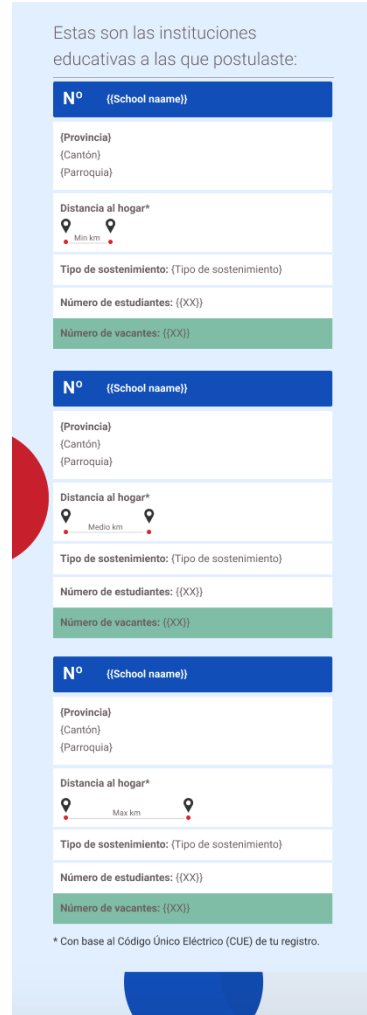 Estas son las instituciones
educativas a las que postulaste:
Nº {{School naame}}
{Provincia}
{Cantón}
{Parroquia}
Distancia al hogar*
Min km
Tipo de sostenimiento: {Tipo de sostenimiento}
Número de estudiantes: {{XX}}
Número de vacantes: {{XX}}
Nº {{School naame}}
{Provincia}
{Cantón}
{Parroquia}
Distancia al hogar*
Medio km
Tipo de sostenimiento: {Tipo de sostenimiento}
Número de estudiantes: {{XX}}
Número de vacantes: {{XX}}
Nº {{School naame}}
{Provincia}
{Cantón}
{Parroquia}
Distancia al hogar*
Max km
Tipo de sostenimiento: {Tipo de sostenimiento}
Número de estudiantes: {{XX}}
Número de vacantes: {{XX}}
* Con base al Código Único Eléctrico (CUE) de tu registro.